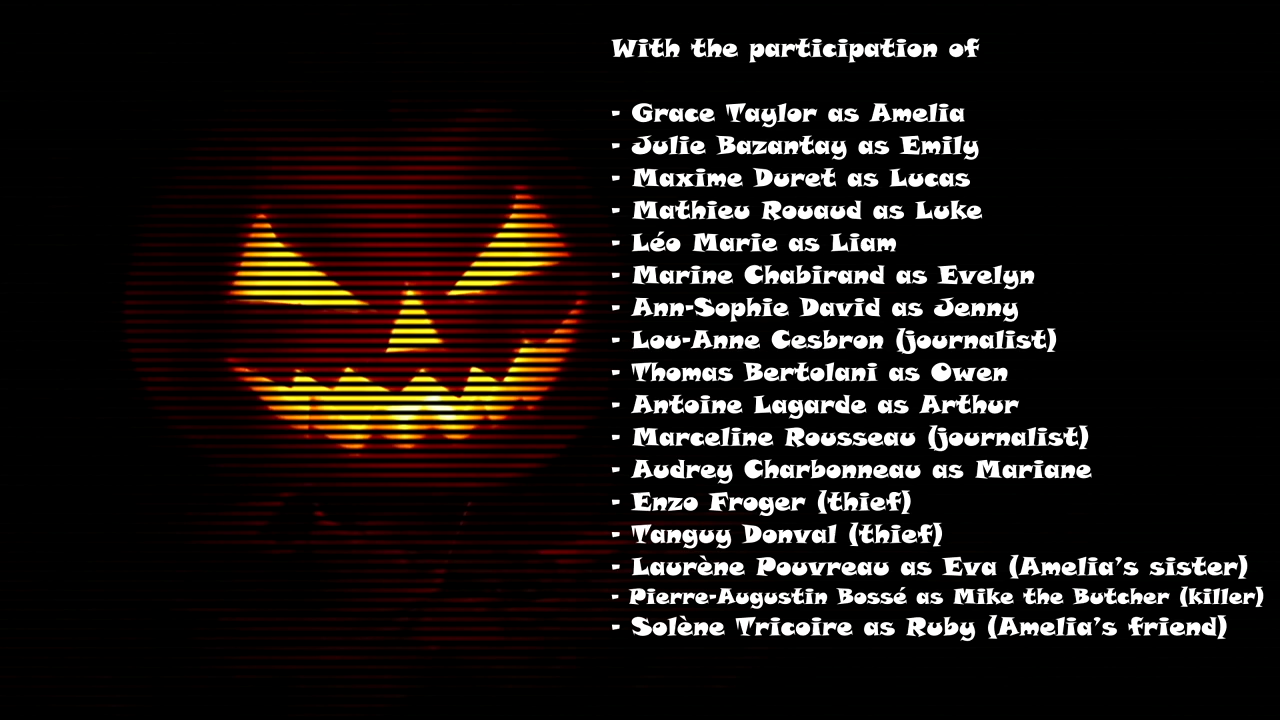 With the participation of
- Grace Taylor as Amelia
- Julie Bazantay as Emily
- Maxime Duret as Lucas
- Mathieu Rouaud as Luke
- Léo Marie as Liam
- Marine Chabirand as Evelyn
- Ann-Sophie David as Jenny
- Lou-Anne Cesbron (journalist)
- Thomas Bertolani as Owen
- Antoine Lagarde as Arthur
- Marceline Rousseau (journalist)
- Audrey Charbonneau as Mariane
- Enzo Froger (thief)
- Tanguy Donval (thief)
- Laurène Pouvreau as Eva (Amelia's sister)
- Pierre-Augustin Bossé as Mike the Butcher (killer)
- Solène Tricoire as Ruby (Amelia's friend)